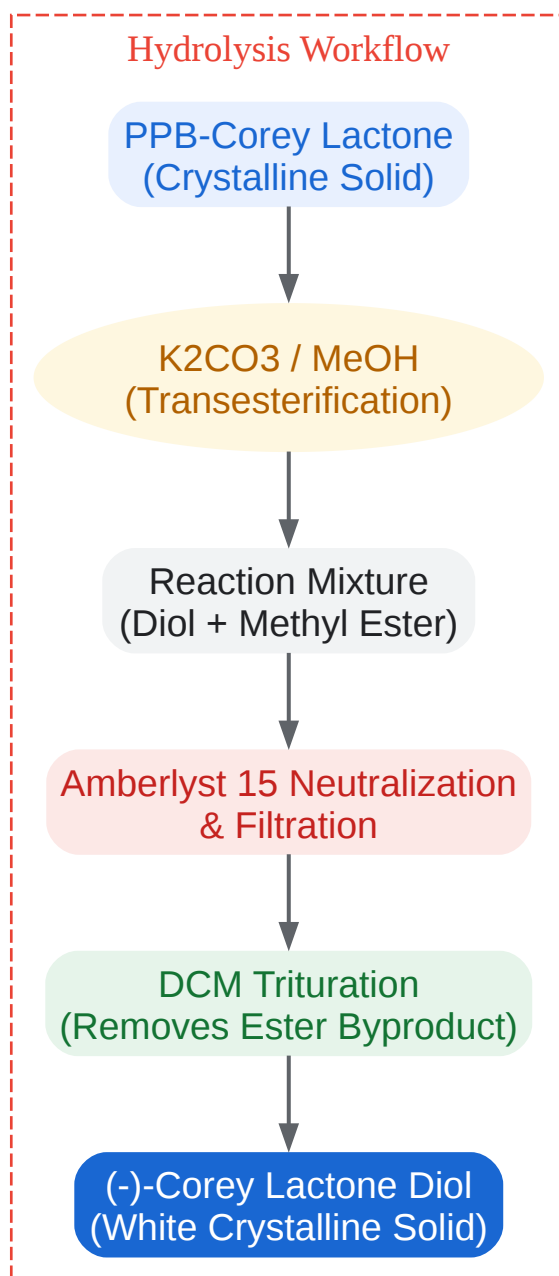 Hydrolysis Workflow
PPB-Corey Lactone
(Crystalline Solid)
K2CO3 / MeOH
(Transesterification)
Reaction Mixture
(Diol + Methyl Ester)
Amberlyst 15 Neutralization
& Filtration
DCM Trituration
(Removes Ester Byproduct)
(-)-Corey Lactone Diol
(White Crystalline Solid)